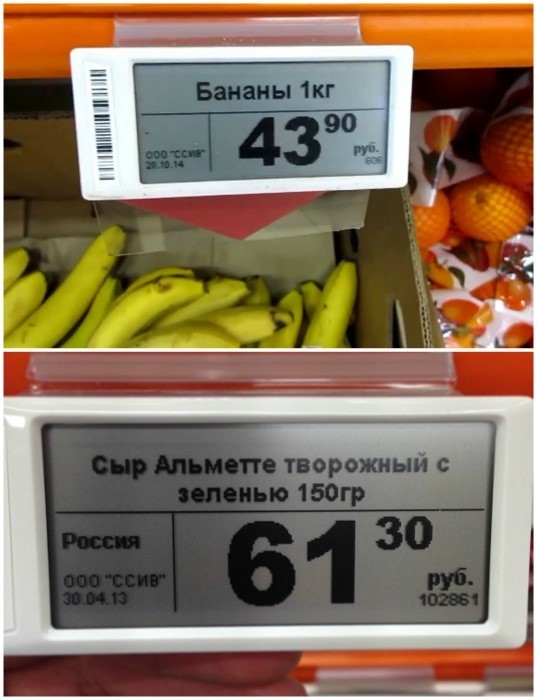 Бананы 1кг
43 90
руб.
ООО "ССИВ"
28.10.14
606
Сыр Альметте творожный с
зеленью 150гр
Россия
61 30
руб.
ООО "ССИВ"
30.04.13
102861